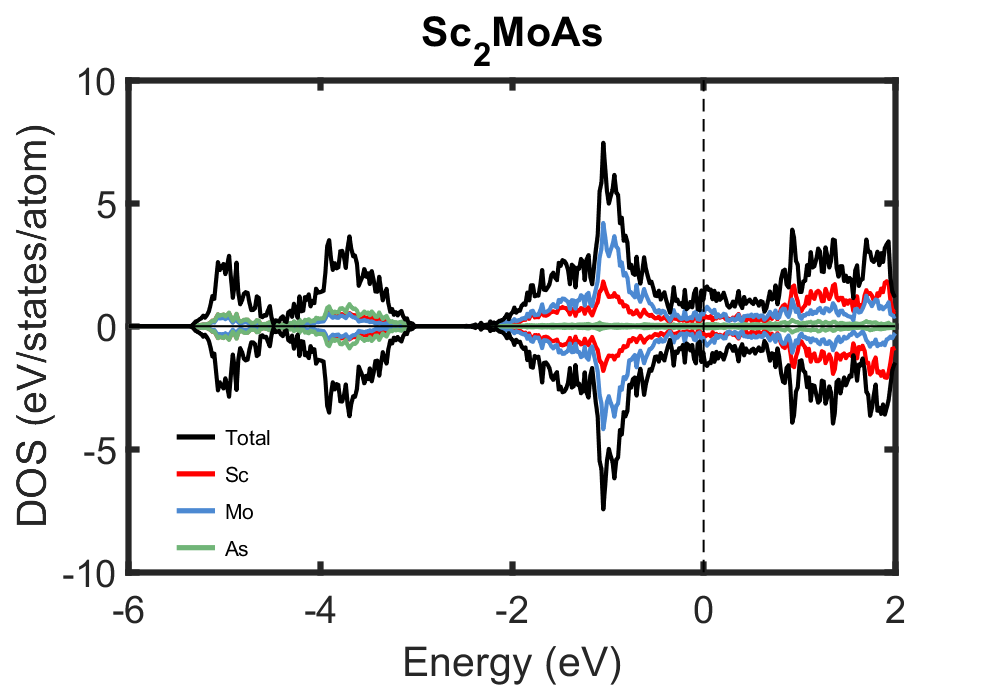 Sc2MoAs
10
5
0
-5
-10
DOS (eV/states/atom)
Total
Sc
Mo
As
-6 -4 -2 0 2
Energy (eV)